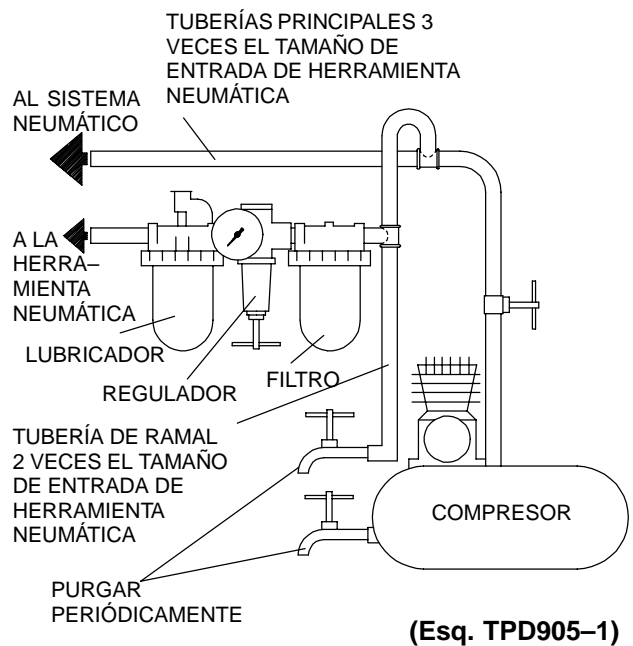 TUBERÍAS PRINCIPALES 3
VECES EL TAMAÑO DE
ENTRADA DE HERRAMIENTA
NEUMÁTICA
AL SISTEMA
NEUMÁTICO
A LA
HERRA–
MIENTA
NEUMÁTICA
LUBRICADOR
REGULADOR
FILTRO
TUBERÍA DE RAMAL
2 VECES EL TAMAÑO
DE ENTRADA DE
HERRAMIENTA
NEUMÁTICA
COMPRESOR
PURGAR
PERIÓDICAMENTE
(Esq. TPD905–1)